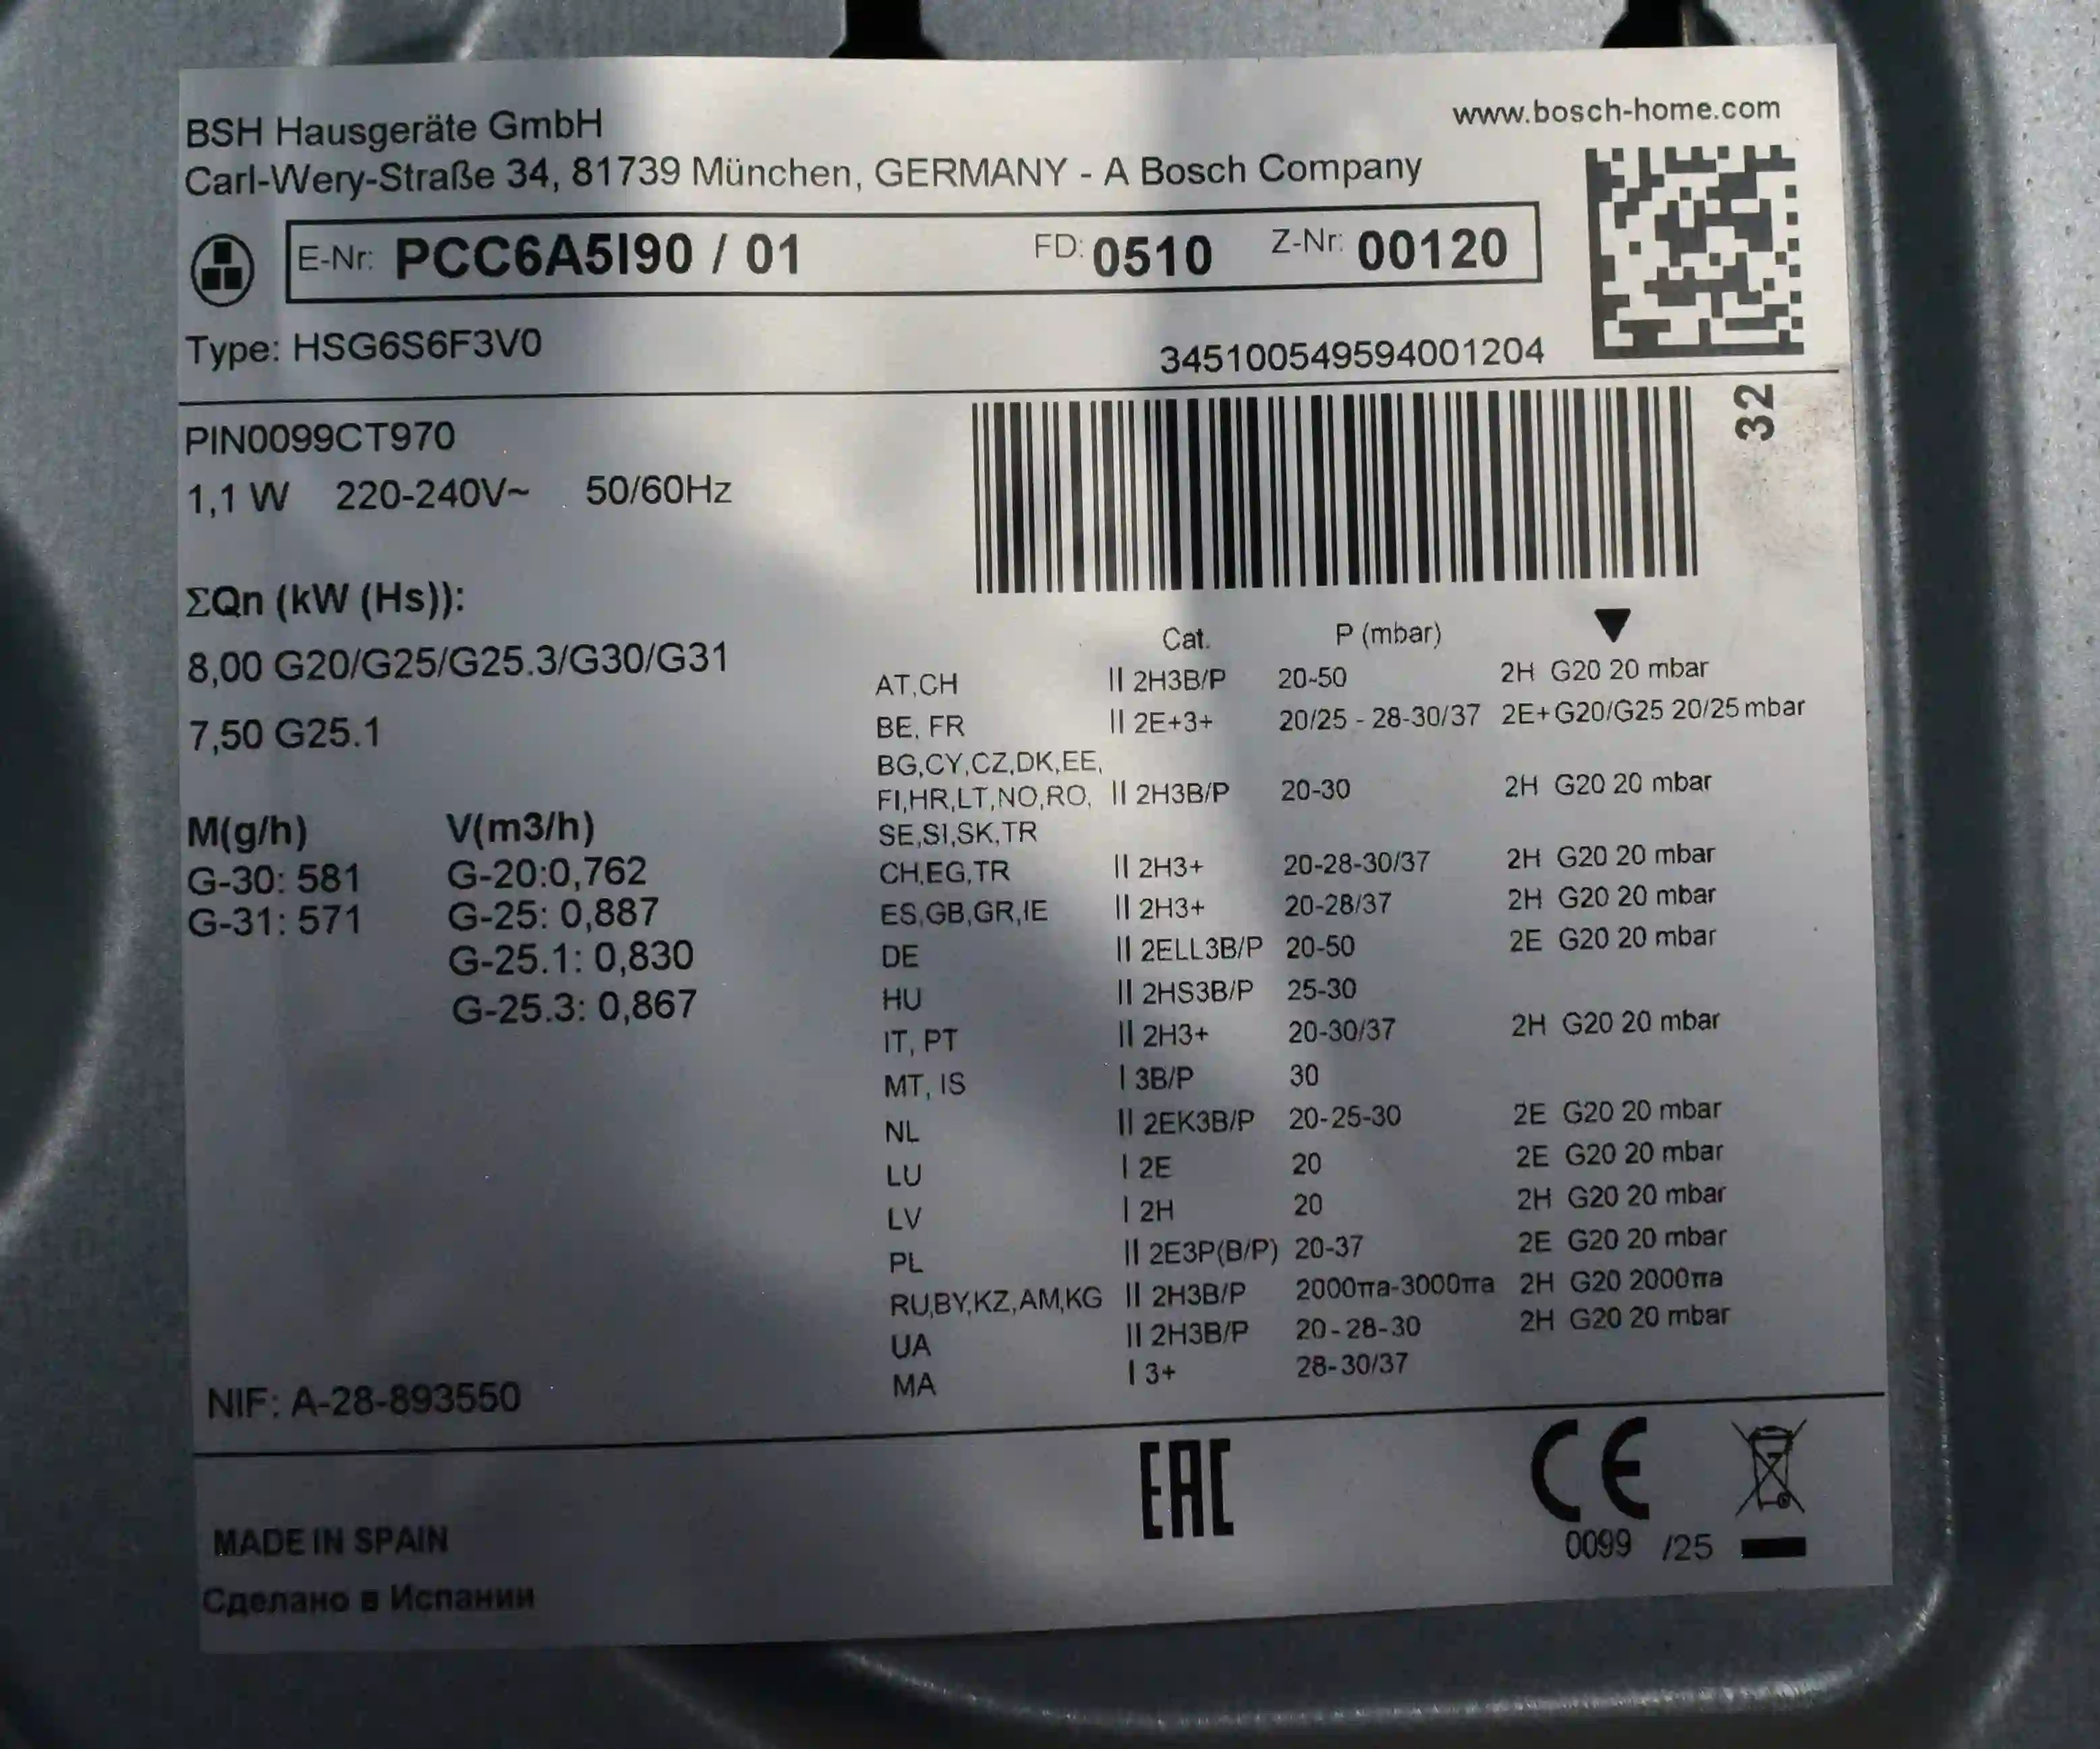 www.bosch-home.com
BSH Hausgeräte GmbH
Carl-Wery-Straße 34, 81739 München, GERMANY - A Bosch Company
E-Nr: PCC6A5I90 / 01 FD: 0510 Z-Nr: 00120
Type: HSG6S6F3V0
345100549594001204
32
PIN0099CT970
1,1 W 220-240V~ 50/60Hz
ΣQn (kW (Hs)):
8,00 G20/G25/G25.3/G30/G31
7,50 G25.1
M(g/h) V(m3/h)
G-30: 581 G-20:0,762
G-31: 571 G-25: 0,887
G-25.1: 0,830
G-25.3: 0,867
Cat. P (mbar) ▼
AT,CH II 2H3B/P 20-50 2H G20 20 mbar
BE, FR II 2E+3+ 20/25 - 28-30/37 2E+G20/G25 20/25 mbar
BG,CY,CZ,DK,EE,
FI,HR,LT,NO,RO, II 2H3B/P 20-30 2H G20 20 mbar
SE,SI,SK,TR
CH,EG,TR II 2H3+ 20-28-30/37 2H G20 20 mbar
ES,GB,GR,IE II 2H3+ 20-28/37 2H G20 20 mbar
DE II 2ELL3B/P 20-50 2E G20 20 mbar
HU II 2HS3B/P 25-30
IT, PT II 2H3+ 20-30/37 2H G20 20 mbar
MT, IS I 3B/P 30
NL II 2EK3B/P 20-25-30 2E G20 20 mbar
LU I 2E 20 2E G20 20 mbar
LV I 2H 20 2H G20 20 mbar
PL II 2E3P(B/P) 20-37 2E G20 20 mbar
RU,BY,KZ,AM,KG II 2H3B/P 2000πa-3000πa 2H G20 2000πa
UA II 2H3B/P 20-28-30 2H G20 20 mbar
MA I 3+ 28-30/37
NIF: A-28-893550
EAC
CE
0099 /25
MADE IN SPAIN
Сделано в Испании